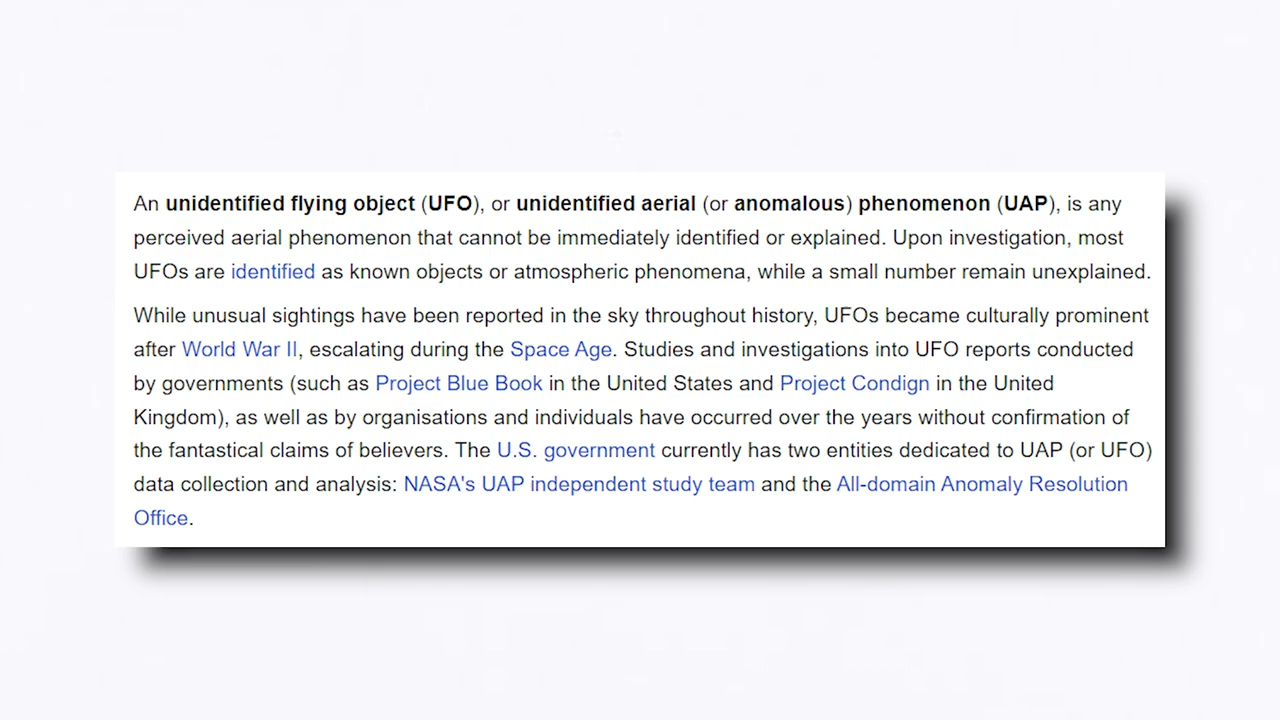 An unidentified flying object (UFO), or unidentified aerial (or anomalous) phenomenon (UAP), is any
perceived aerial phenomenon that cannot be immediately identified or explained. Upon investigation, most
UFOs are identified as known objects or atmospheric phenomena, while a small number remain unexplained.
While unusual sightings have been reported in the sky throughout history, UFOs became culturally prominent
after World War II, escalating during the Space Age. Studies and investigations into UFO reports conducted
by governments (such as Project Blue Book in the United States and Project Condign in the United
Kingdom), as well as by organisations and individuals have occurred over the years without confirmation of
the fantastical claims of believers. The U.S. government currently has two entities dedicated to UAP (or UFO)
data collection and analysis: NASA's UAP independent study team and the All-domain Anomaly Resolution
Office.